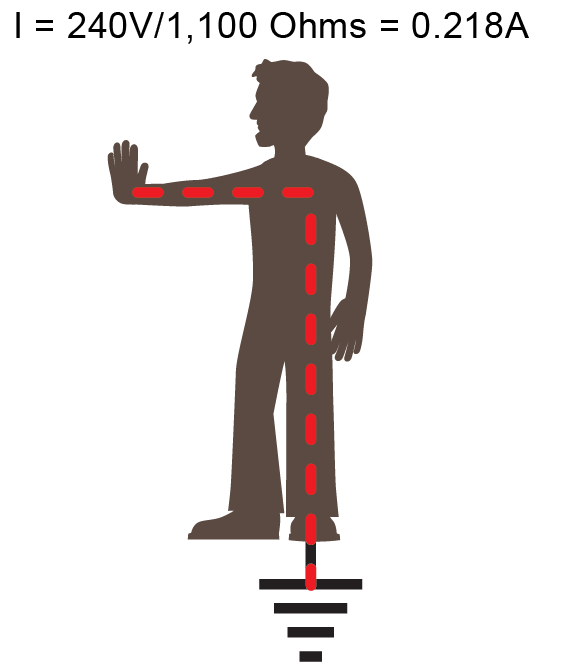 I = 240V/1,100 Ohms = 0.218A